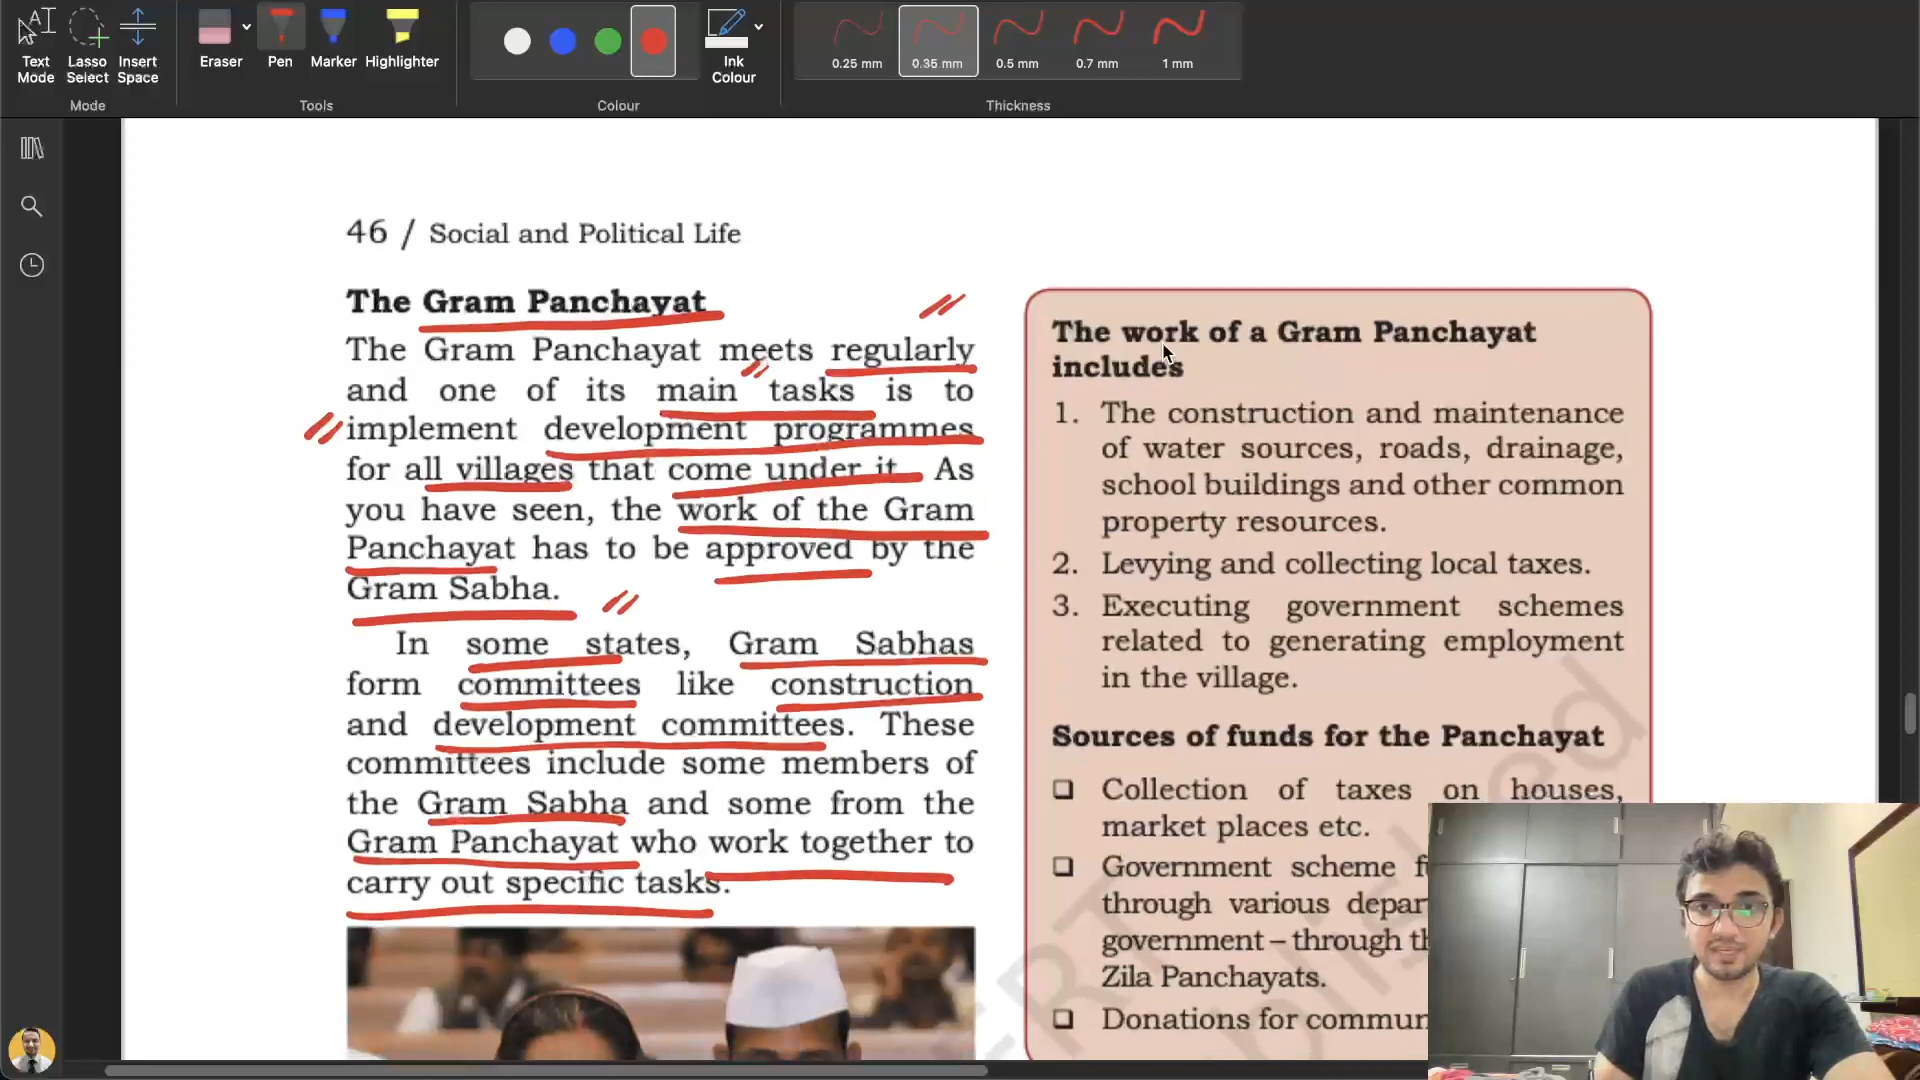 Text Mode
Lasso Select
Insert Space
Mode
Eraser
Pen
Marker
Highlighter
Tools
Colour
Ink Colour
0.25 mm
0.35 mm
0.5 mm
0.7 mm
1 mm
Thickness
46 / Social and Political Life
The Gram Panchayat
The Gram Panchayat meets regularly
and one of its main tasks is to
implement development programmes
for all villages that come under it. As
you have seen, the work of the Gram
Panchayat has to be approved by the
Gram Sabha.
In some states, Gram Sabhas
form committees like construction
and development committees. These
committees include some members of
the Gram Sabha and some from the
Gram Panchayat who work together to
carry out specific tasks.
The work of a Gram Panchayat
includes
1. The construction and maintenance
of water sources, roads, drainage,
school buildings and other common
property resources.
2. Levying and collecting local taxes.
3. Executing government schemes
related to generating employment
in the village.
Sources of funds for the Panchayat
❑ Collection of taxes on houses,
market places etc.
❑ Government scheme
through various
government – through
Zila Panchayats.
❑ Donations for